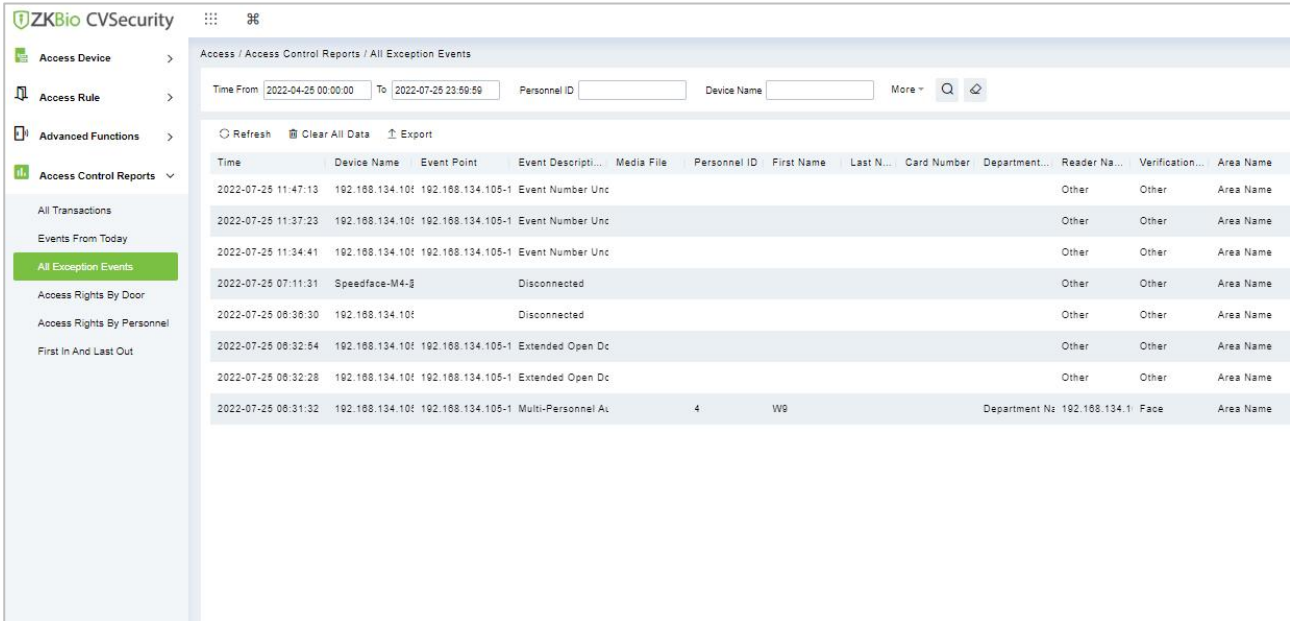 ZKBio CVSecurity
Access Device
Access Rule
Advanced Functions
Access Control Reports
All Transactions
Events From Today
All Exception Events
Access Rights By Door
Access Rights By Personnel
First In And Last Out
Access / Access Control Reports / All Exception Events
Time From 2022-04-25 00:00:00 To 2022-07-25 23:59:59 Personnel ID Device Name More
Refresh Clear All Data Export
Time Device Name Event Point Event Descripti... Media File Personnel ID First Name Last N... Card Number Department... Reader Na... Verification... Area Name
2022-07-25 11:47:13 192.168.134.105 192.168.134.105-1 Event Number Unc Other Other Area Name
2022-07-25 11:37:23 192.168.134.105 192.168.134.105-1 Event Number Unc Other Other Area Name
2022-07-25 11:34:41 192.168.134.105 192.168.134.105-1 Event Number Unc Other Other Area Name
2022-07-25 07:11:31 Speedface-M4- Disconnected Other Other Area Name
2022-07-25 06:36:30 192.168.134.105 Disconnected Other Other Area Name
2022-07-25 06:32:54 192.168.134.105 192.168.134.105-1 Extended Open Dc Other Other Area Name
2022-07-25 06:32:28 192.168.134.105 192.168.134.105-1 Extended Open Dc Other Other Area Name
2022-07-25 06:31:32 192.168.134.105 192.168.134.105-1 Multi-Personnel Au 4 W9 Department Na 192.168.134.1 Face Area Name